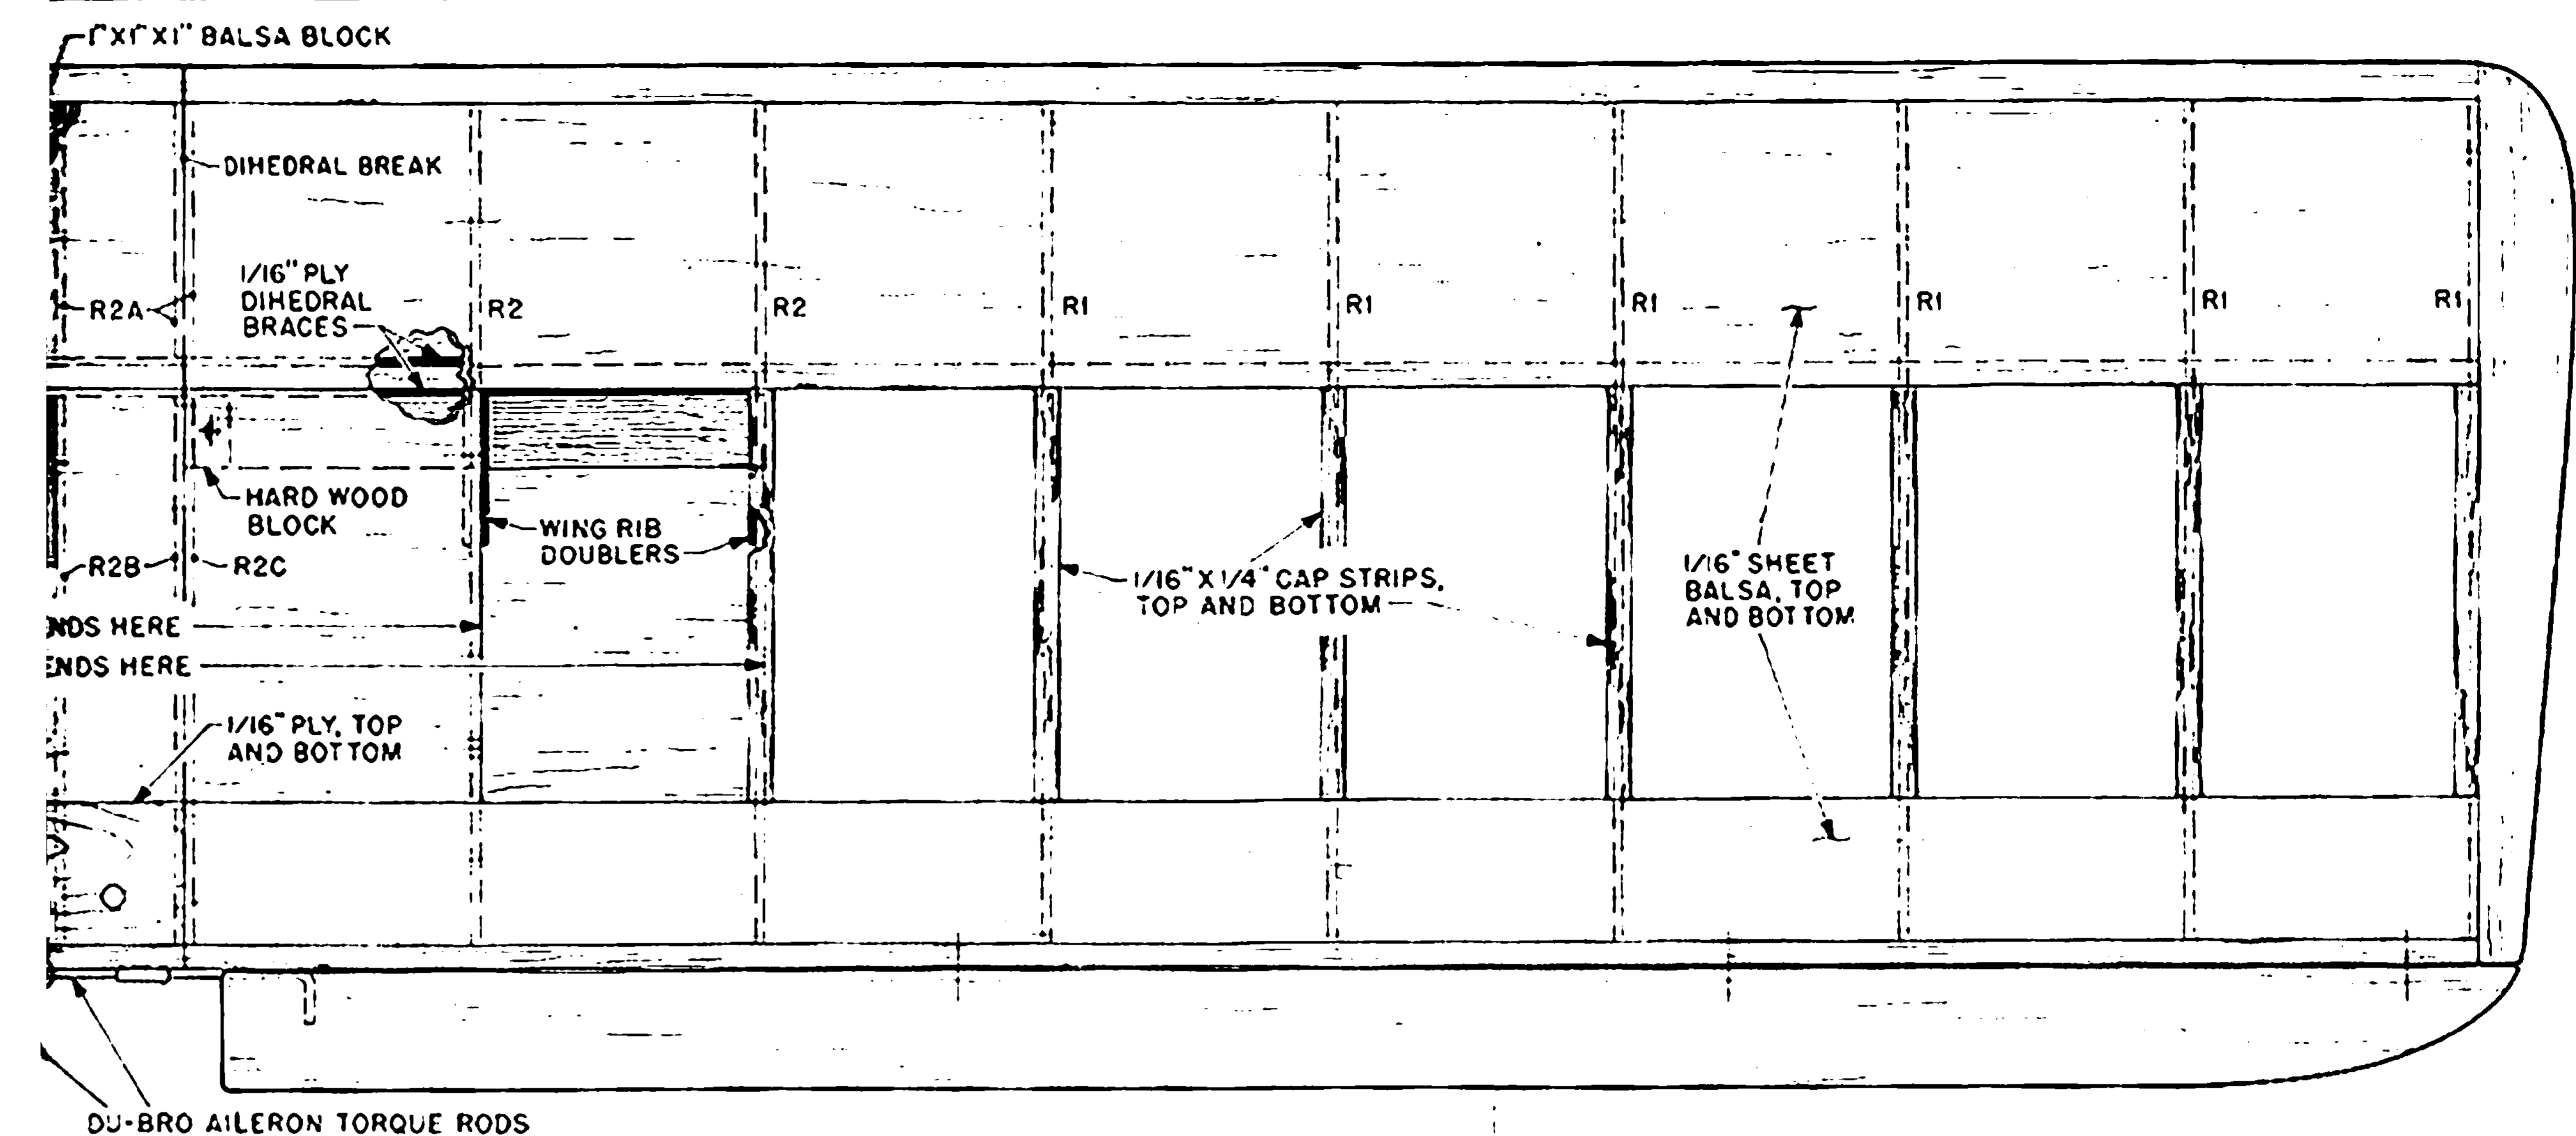 1"X1"X1" BALSA BLOCK
DIHEDRAL BREAK
1/16" PLY
DIHEDRAL
BRACES
R2A
R2
R2
R1
R1
R1
R1
R1
R1
HARD WOOD
BLOCK
WING RIB
DOUBLERS
R2B
R2C
1/16" X 1/4" CAP STRIPS,
TOP AND BOTTOM
1/16" SHEET
BALSA, TOP
AND BOTTOM
NDS HERE
ENDS HERE
1/16" PLY, TOP
AND BOTTOM
DU-BRO AILERON TORQUE RODS